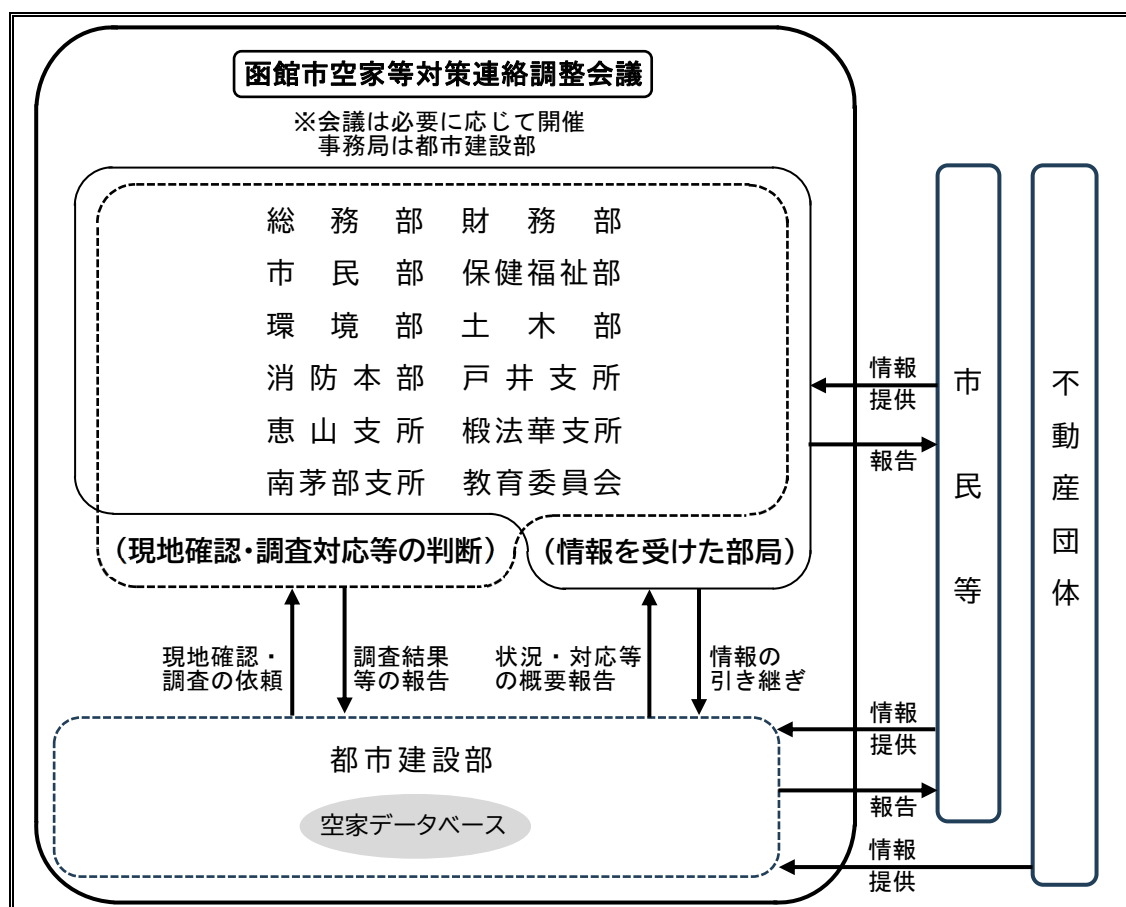 函館市空家等対策連絡調整会議
※会議は必要に応じて開催
事務局は都市建設部
総務部 財務部
市民部 保健福祉部
環境部 土木部
消防本部 戸井支所
恵山支所 椴法華支所
南茅部支所 教育委員会
（現地確認・調査対応等の判断）
（情報を受けた部局）
現地確認・
調査の依頼
調査結果
等の報告
状況・対応等
の概要報告
情報の
引き継ぎ
都市建設部
空家データベース
情報
提供
報告
情報
提供
報告
情報
提供
市民等
不動産団体